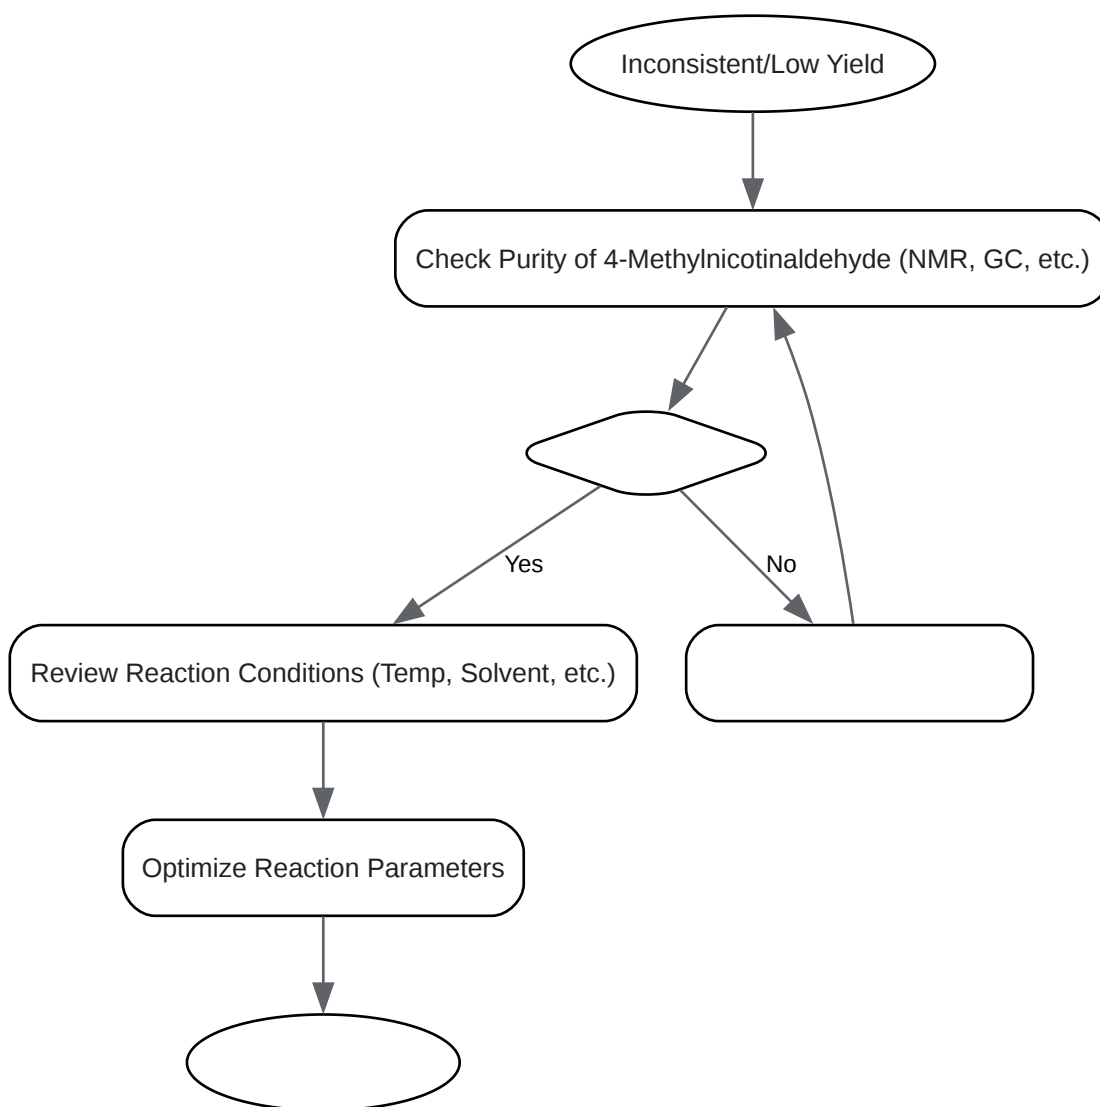 Inconsistent/Low Yield
Check Purity of 4-Methylnicotinaldehyde (NMR, GC, etc.)
Yes
No
Review Reaction Conditions (Temp, Solvent, etc.)
Optimize Reaction Parameters